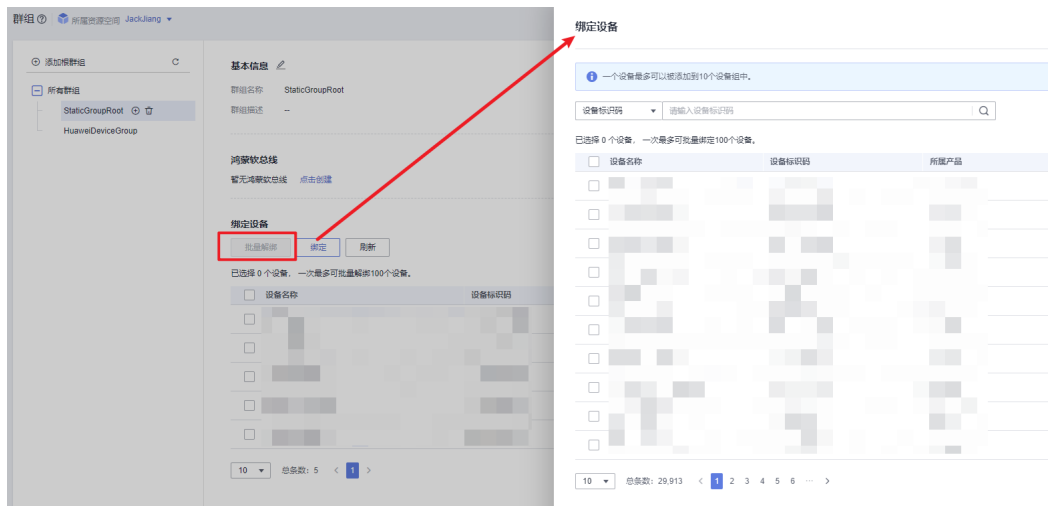 群组 所属资源空间 JackJiang
添加根群组
所有群组
StaticGroupRoot
HuaweiDeviceGroup
基本信息
群组名称 StaticGroupRoot
群组描述 --
鸿蒙软总线
暂无鸿蒙软总线 点击创建
绑定设备
批量解绑 绑定 刷新
已选择 0 个设备,一次最多可批量解绑100个设备。
设备名称 设备标识码
10 总条数: 5 < 1 >
绑定设备
一个设备最多可以被添加到10个设备组中。
设备标识码 请输入设备标识码
已选择 0 个设备,一次最多可批量绑定100个设备。
设备名称 设备标识码 所属产品
10 总条数: 29,913 < 1 2 3 4 5 6 ... >